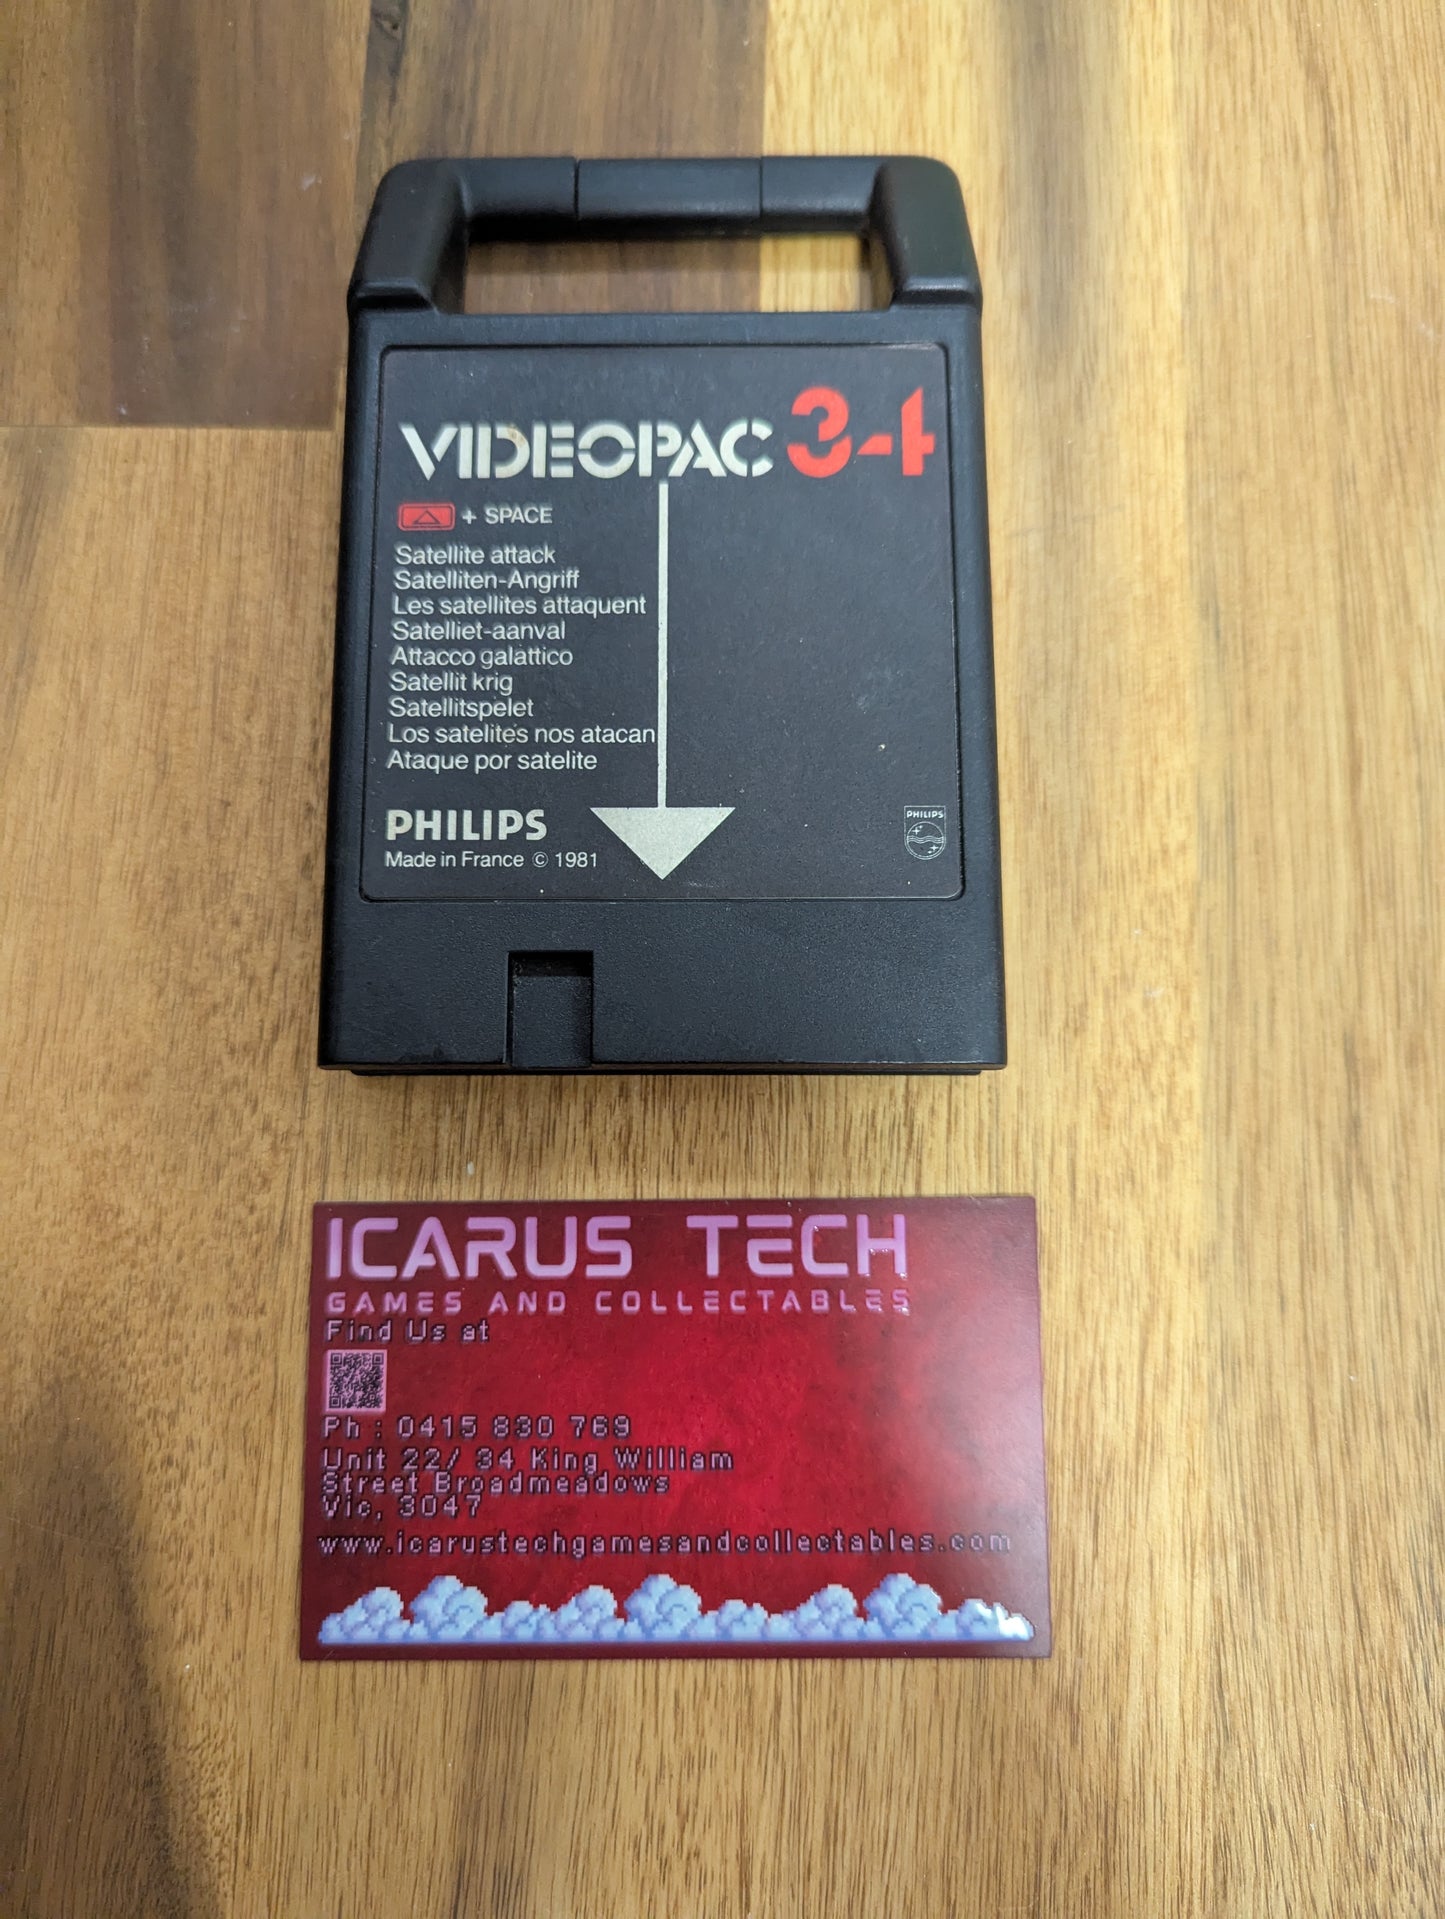 VIDEOPAC 34
+ SPACE
Satellite attack
Satelliten-Angriff
Les satellites attaquent
Satelliet-aanval
Attacco galattico
Satellit krig
Satellitspelet
Los satelites nos atacan
Ataque por satelite
PHILIPS
Made in France © 1981
PHILIPS
ICARUS TECH
GAMES AND COLLECTABLES
Find Us at
Ph : 0415 830 769
Unit 22/ 34 King William
Street Broadmeadows
Vic, 3047
www.icarustechgamesandcollectables.com